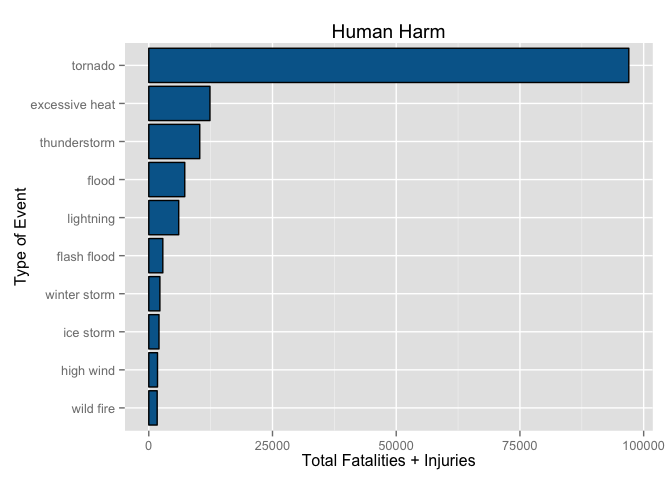 Human Harm
Type of Event
tornado
excessive heat
thunderstorm
flood
lightning
flash flood
winter storm
ice storm
high wind
wild fire
0 25000 50000 75000 100000
Total Fatalities + Injuries